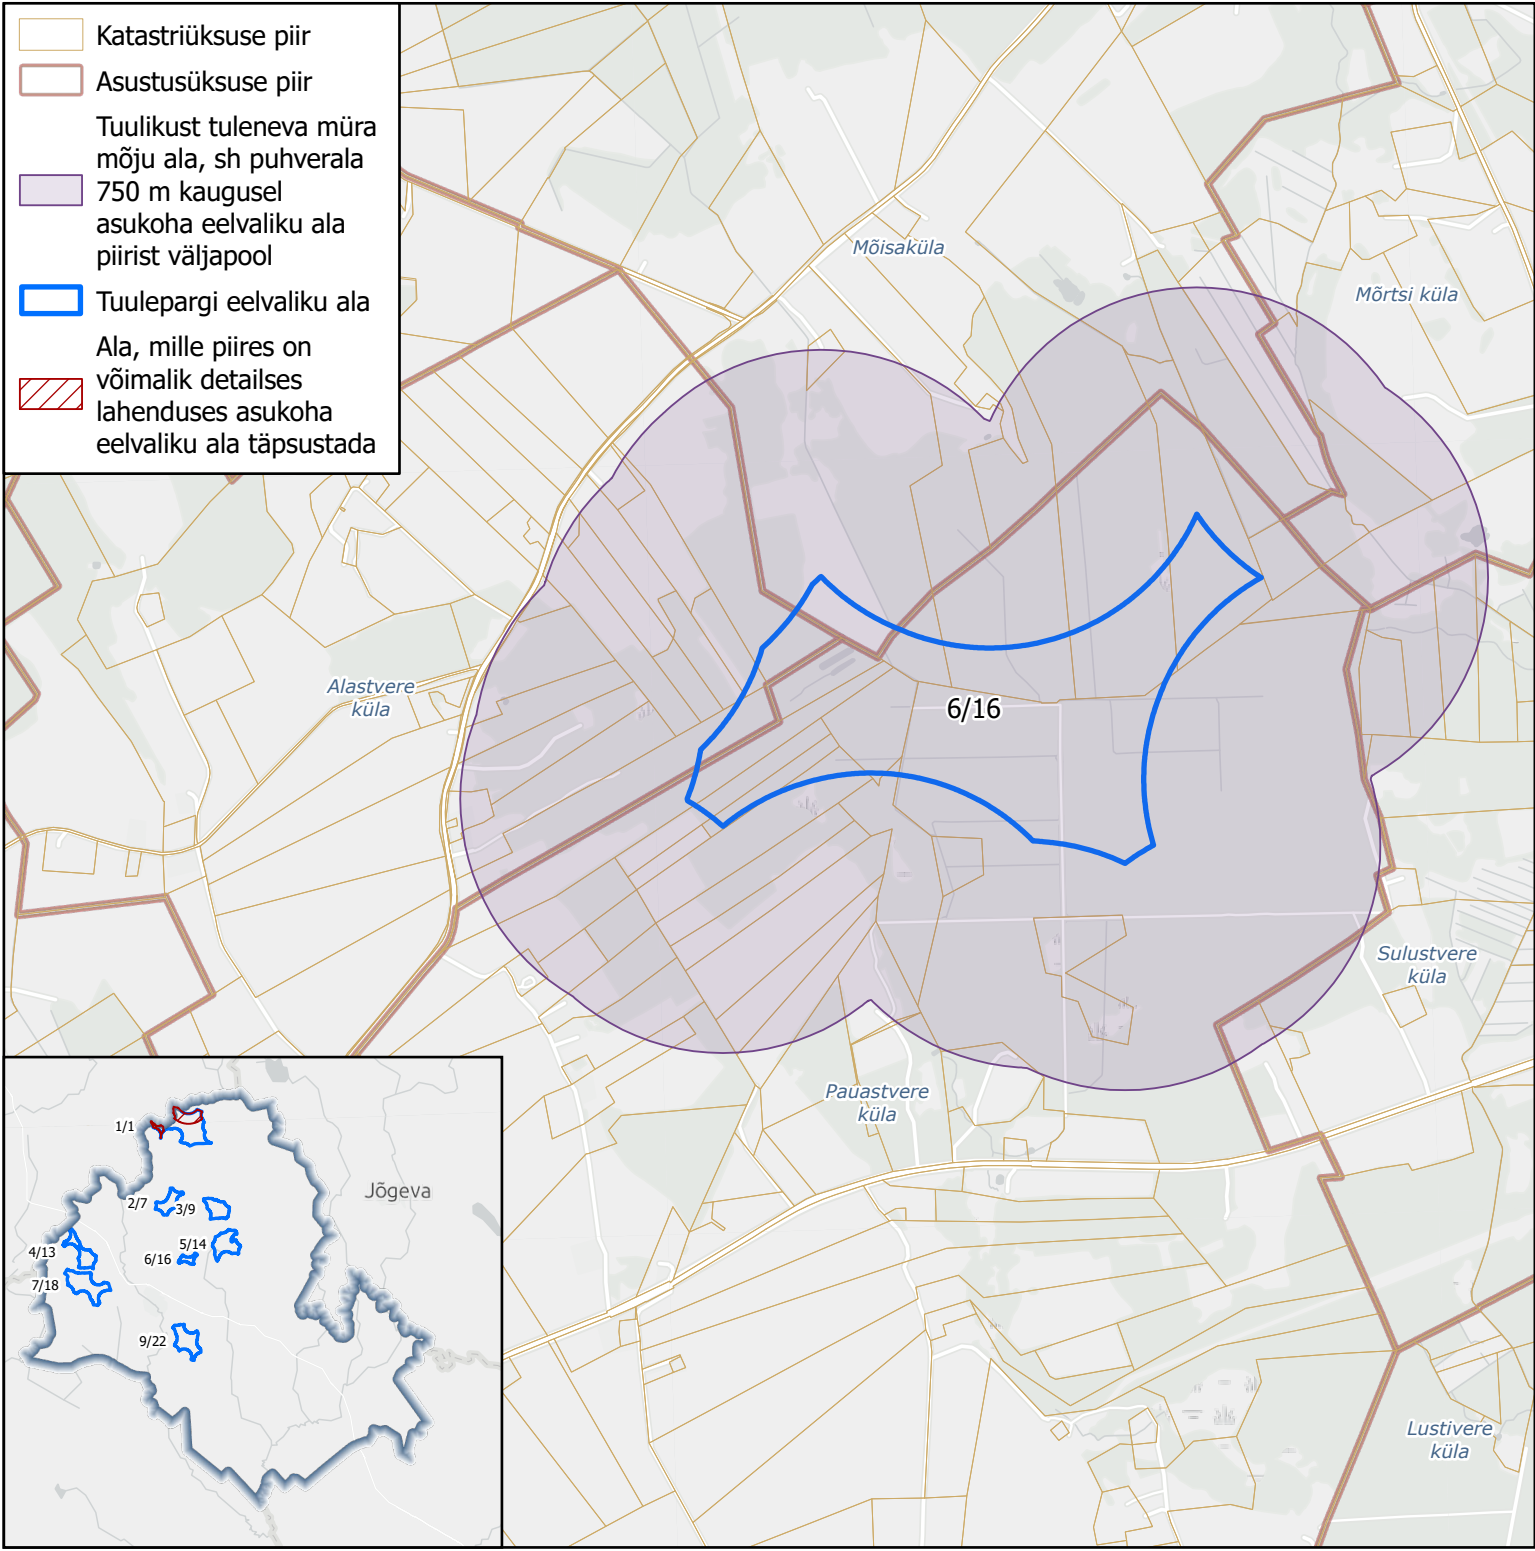 Katastriüksuse piir
Asustusüksuse piir
Tuulikust tuleneva müra
mõju ala, sh puhverala
750 m kaugusel
asukoha eelvaliku ala
piirist väljapool
Tuulepargi eelvaliku ala
Ala, mille piires on
võimalik detailses
lahenduses asukoha
eelvaliku ala täpsustada
Mõisaküla
Mõrtsi küla
Alastvere
küla
6/16
Sulustvere
küla
Pauastvere
küla
Lustivere
küla
1/1
Jõgeva
2/7
3/9
5/14
4/13
6/16
7/18
9/22